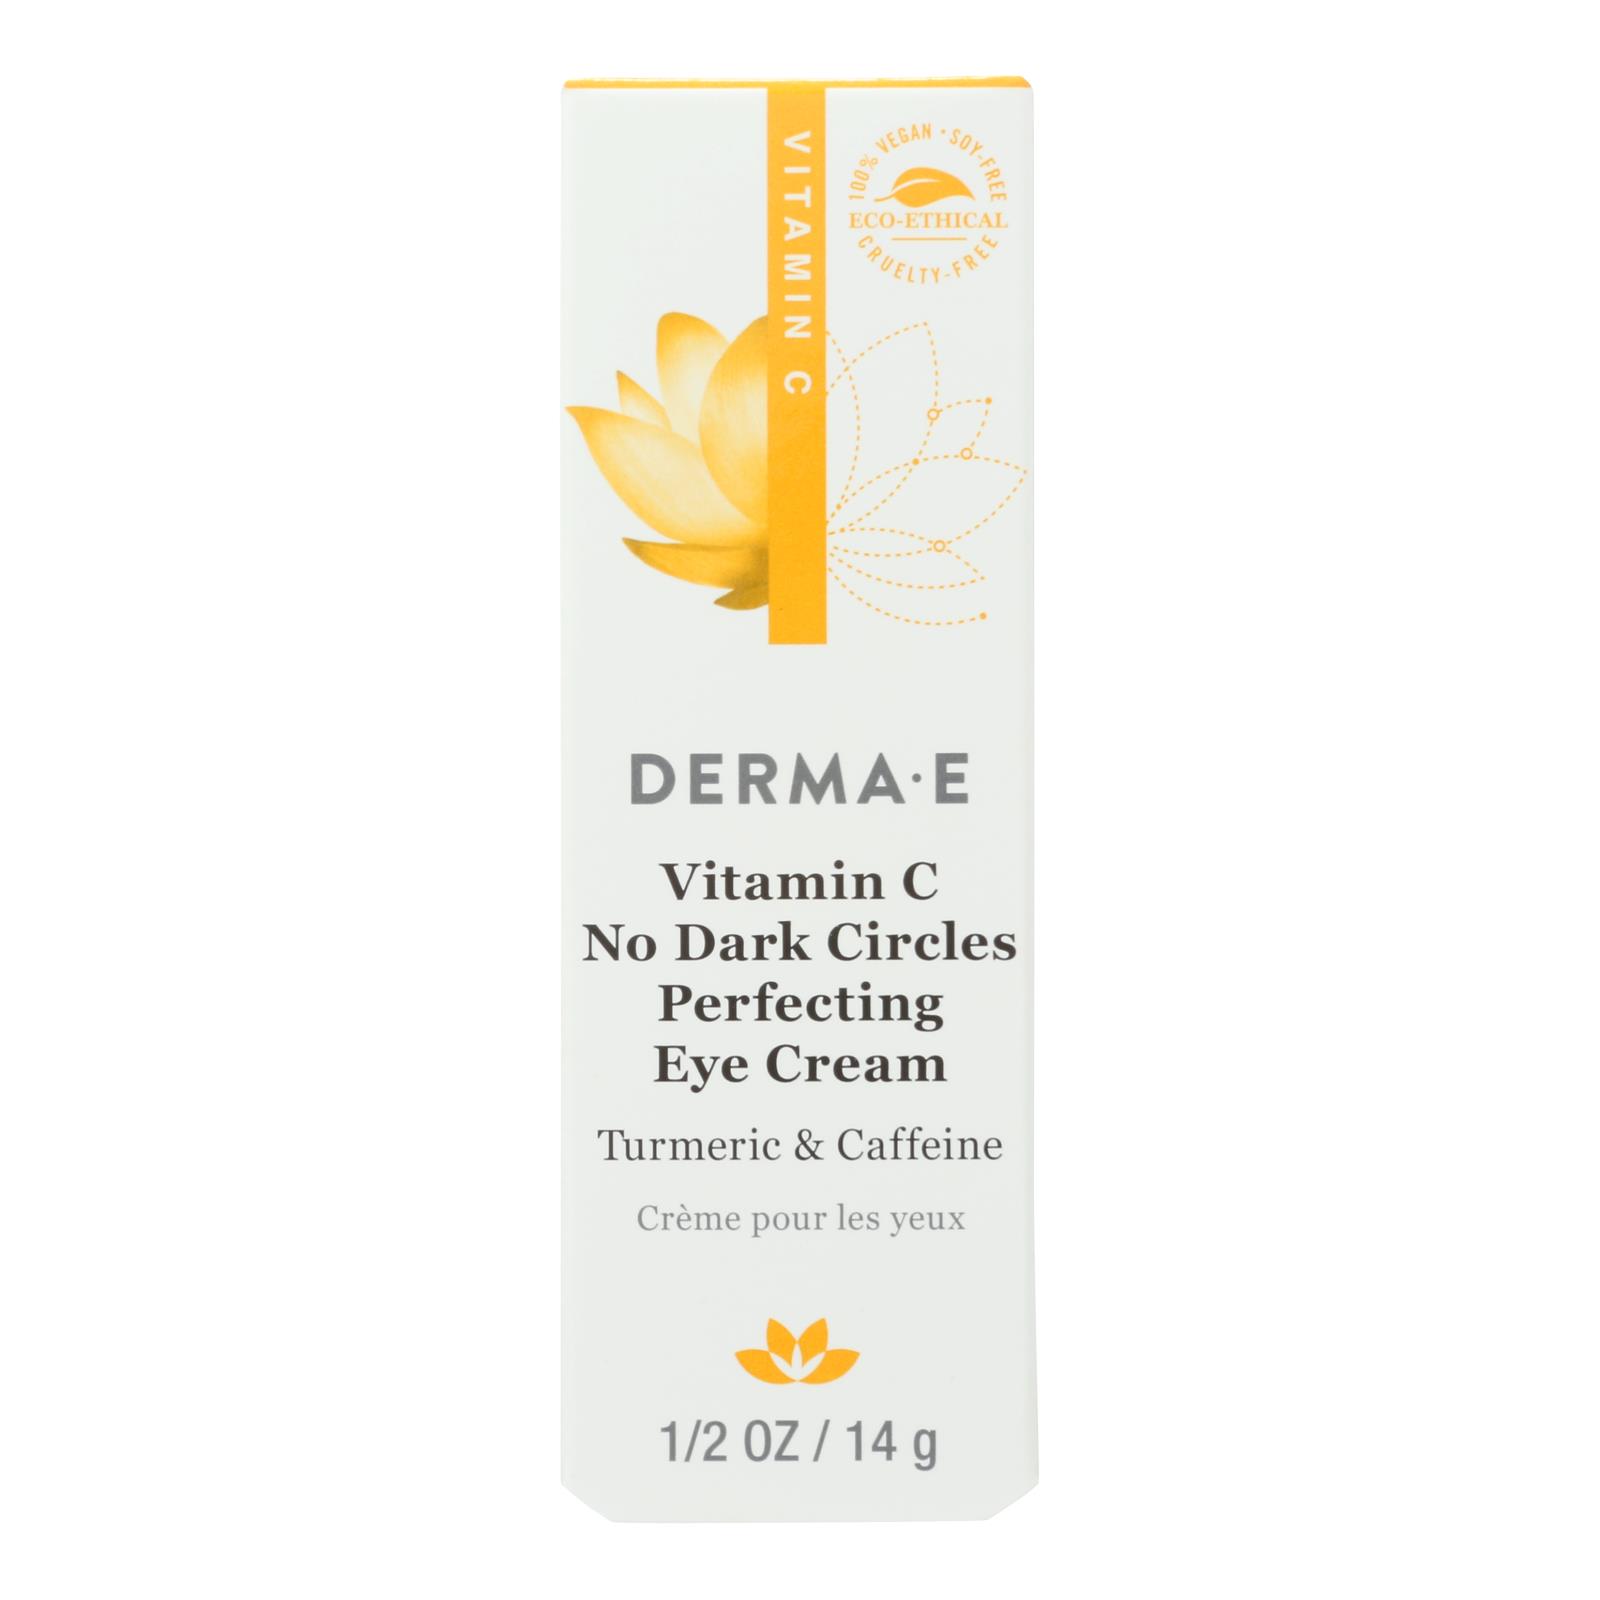 VITAMIN C
100% VEGAN • SOY-FREE
ECO-ETHICAL
CRUELTY-FREE
DERMA·E
Vitamin C
No Dark Circles
Perfecting
Eye Cream
Turmeric & Caffeine
Crème pour les yeux
1/2 OZ / 14 g